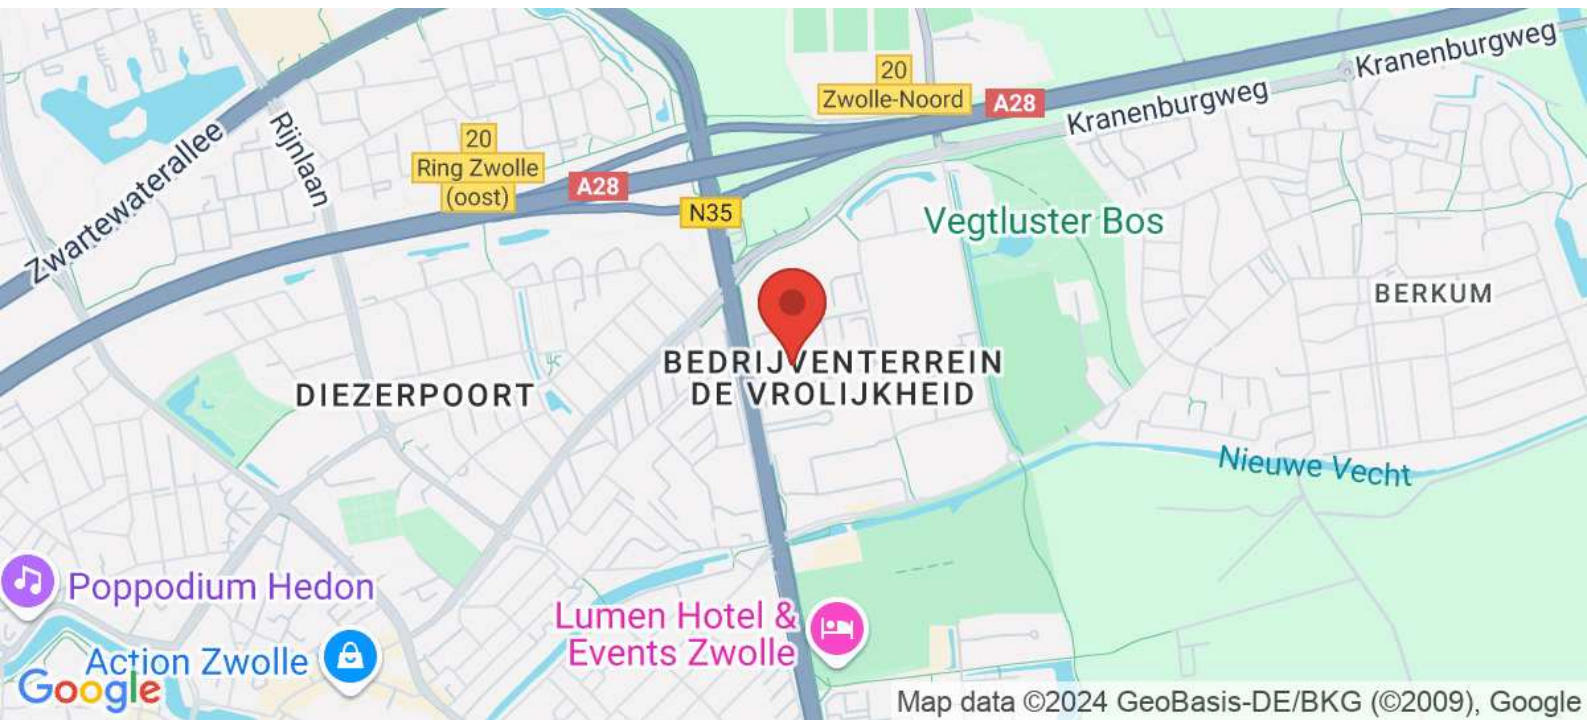 Kranenburgweg
20
Zwolle-Noord
A28
Kranenburgweg
Rijnlaan
20
Ring Zwolle
(oost)
A28
Zwartewaterallee
N35
Vegtluster Bos
BERKUM
BEDRIJVENTERREIN
DE VROLIJKHEID
DIEZERPOORT
Nieuwe Vecht
Poppodium Hedon
Lumen Hotel &
Events Zwolle
Action Zwolle
Google
Map data ©2024 GeoBasis-DE/BKG (©2009), Google